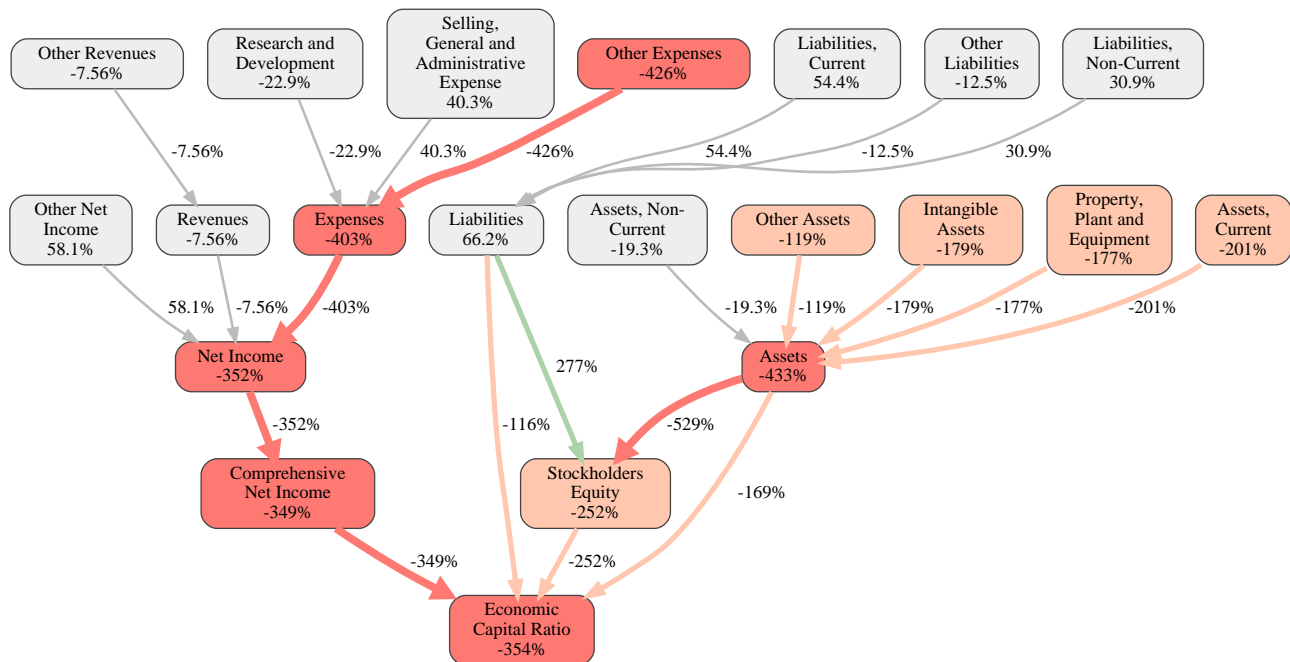 Other Revenues
-7.56%
Research and
Development
-22.9%
Selling,
General and
Administrative
Expense
40.3%
Other Expenses
-426%
Liabilities,
Current
54.4%
Other
Liabilities
-12.5%
Liabilities,
Non-Current
30.9%
-7.56%
-22.9%
40.3%
-426%
54.4%
-12.5%
30.9%
Other Net
Income
58.1%
Revenues
-7.56%
Expenses
-403%
Liabilities
66.2%
Assets, Non-
Current
-19.3%
Other Assets
-119%
Intangible
Assets
-179%
Property,
Plant and
Equipment
-177%
Assets,
Current
-201%
58.1%
-7.56%
-403%
-19.3%
-119%
-179%
-177%
-201%
Net Income
-352%
277%
Assets
-433%
-352%
-116%
-529%
Comprehensive
Net Income
-349%
Stockholders
Equity
-252%
-169%
-349%
-252%
Economic
Capital Ratio
-354%